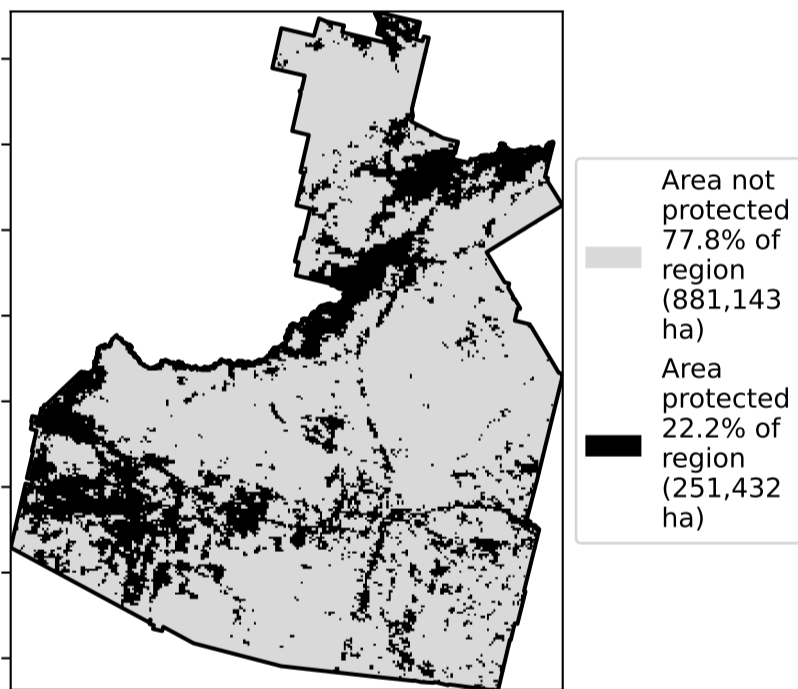 Area not
protected
77.8% of
region
(881,143
ha)
Area
protected
22.2% of
region
(251,432
ha)